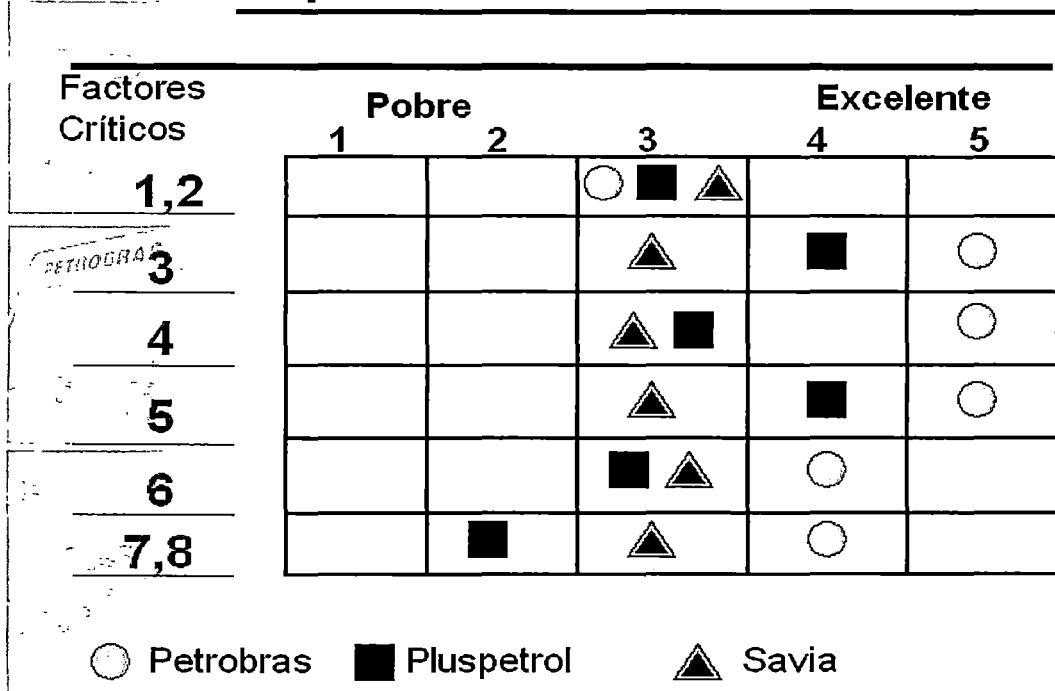 Factores
Críticos
Pobre
Excelente
1 2 3 4 5
1,2
3
4
5
6
7,8
PETROBRAS
Petrobras Pluspetrol Savia